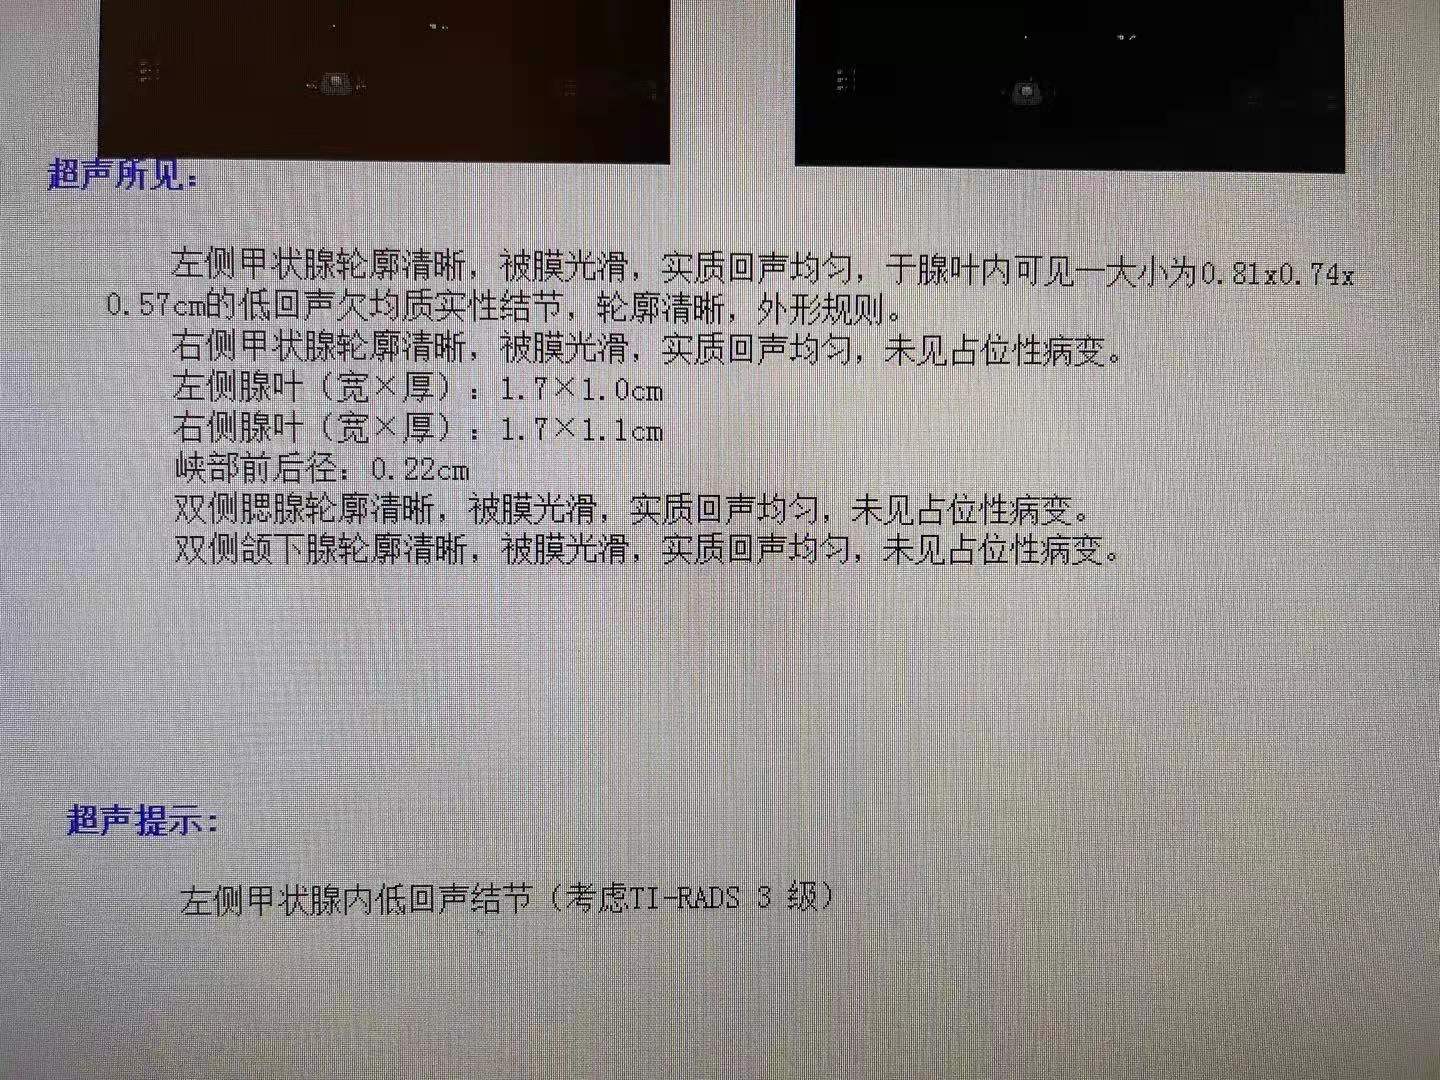 超声所见：
左侧甲状腺轮廓清晰，被膜光滑，实质回声均匀，于腺叶内可见一大小为0.81x0.74x
0.57cm的低回声欠均质实性结节，轮廓清晰，外形规则。
右侧甲状腺轮廓清晰，被膜光滑，实质回声均匀，未见占位性病变。
左侧腺叶（宽×厚）：1.7×1.0cm
右侧腺叶（宽×厚）：1.7×1.1cm
峡部前后径：0.22cm
双侧腮腺轮廓清晰，被膜光滑，实质回声均匀，未见占位性病变。
双侧颌下腺轮廓清晰，被膜光滑，实质回声均匀，未见占位性病变。
超声提示：
左侧甲状腺内低回声结节（考虑TI-RADS 3 级）